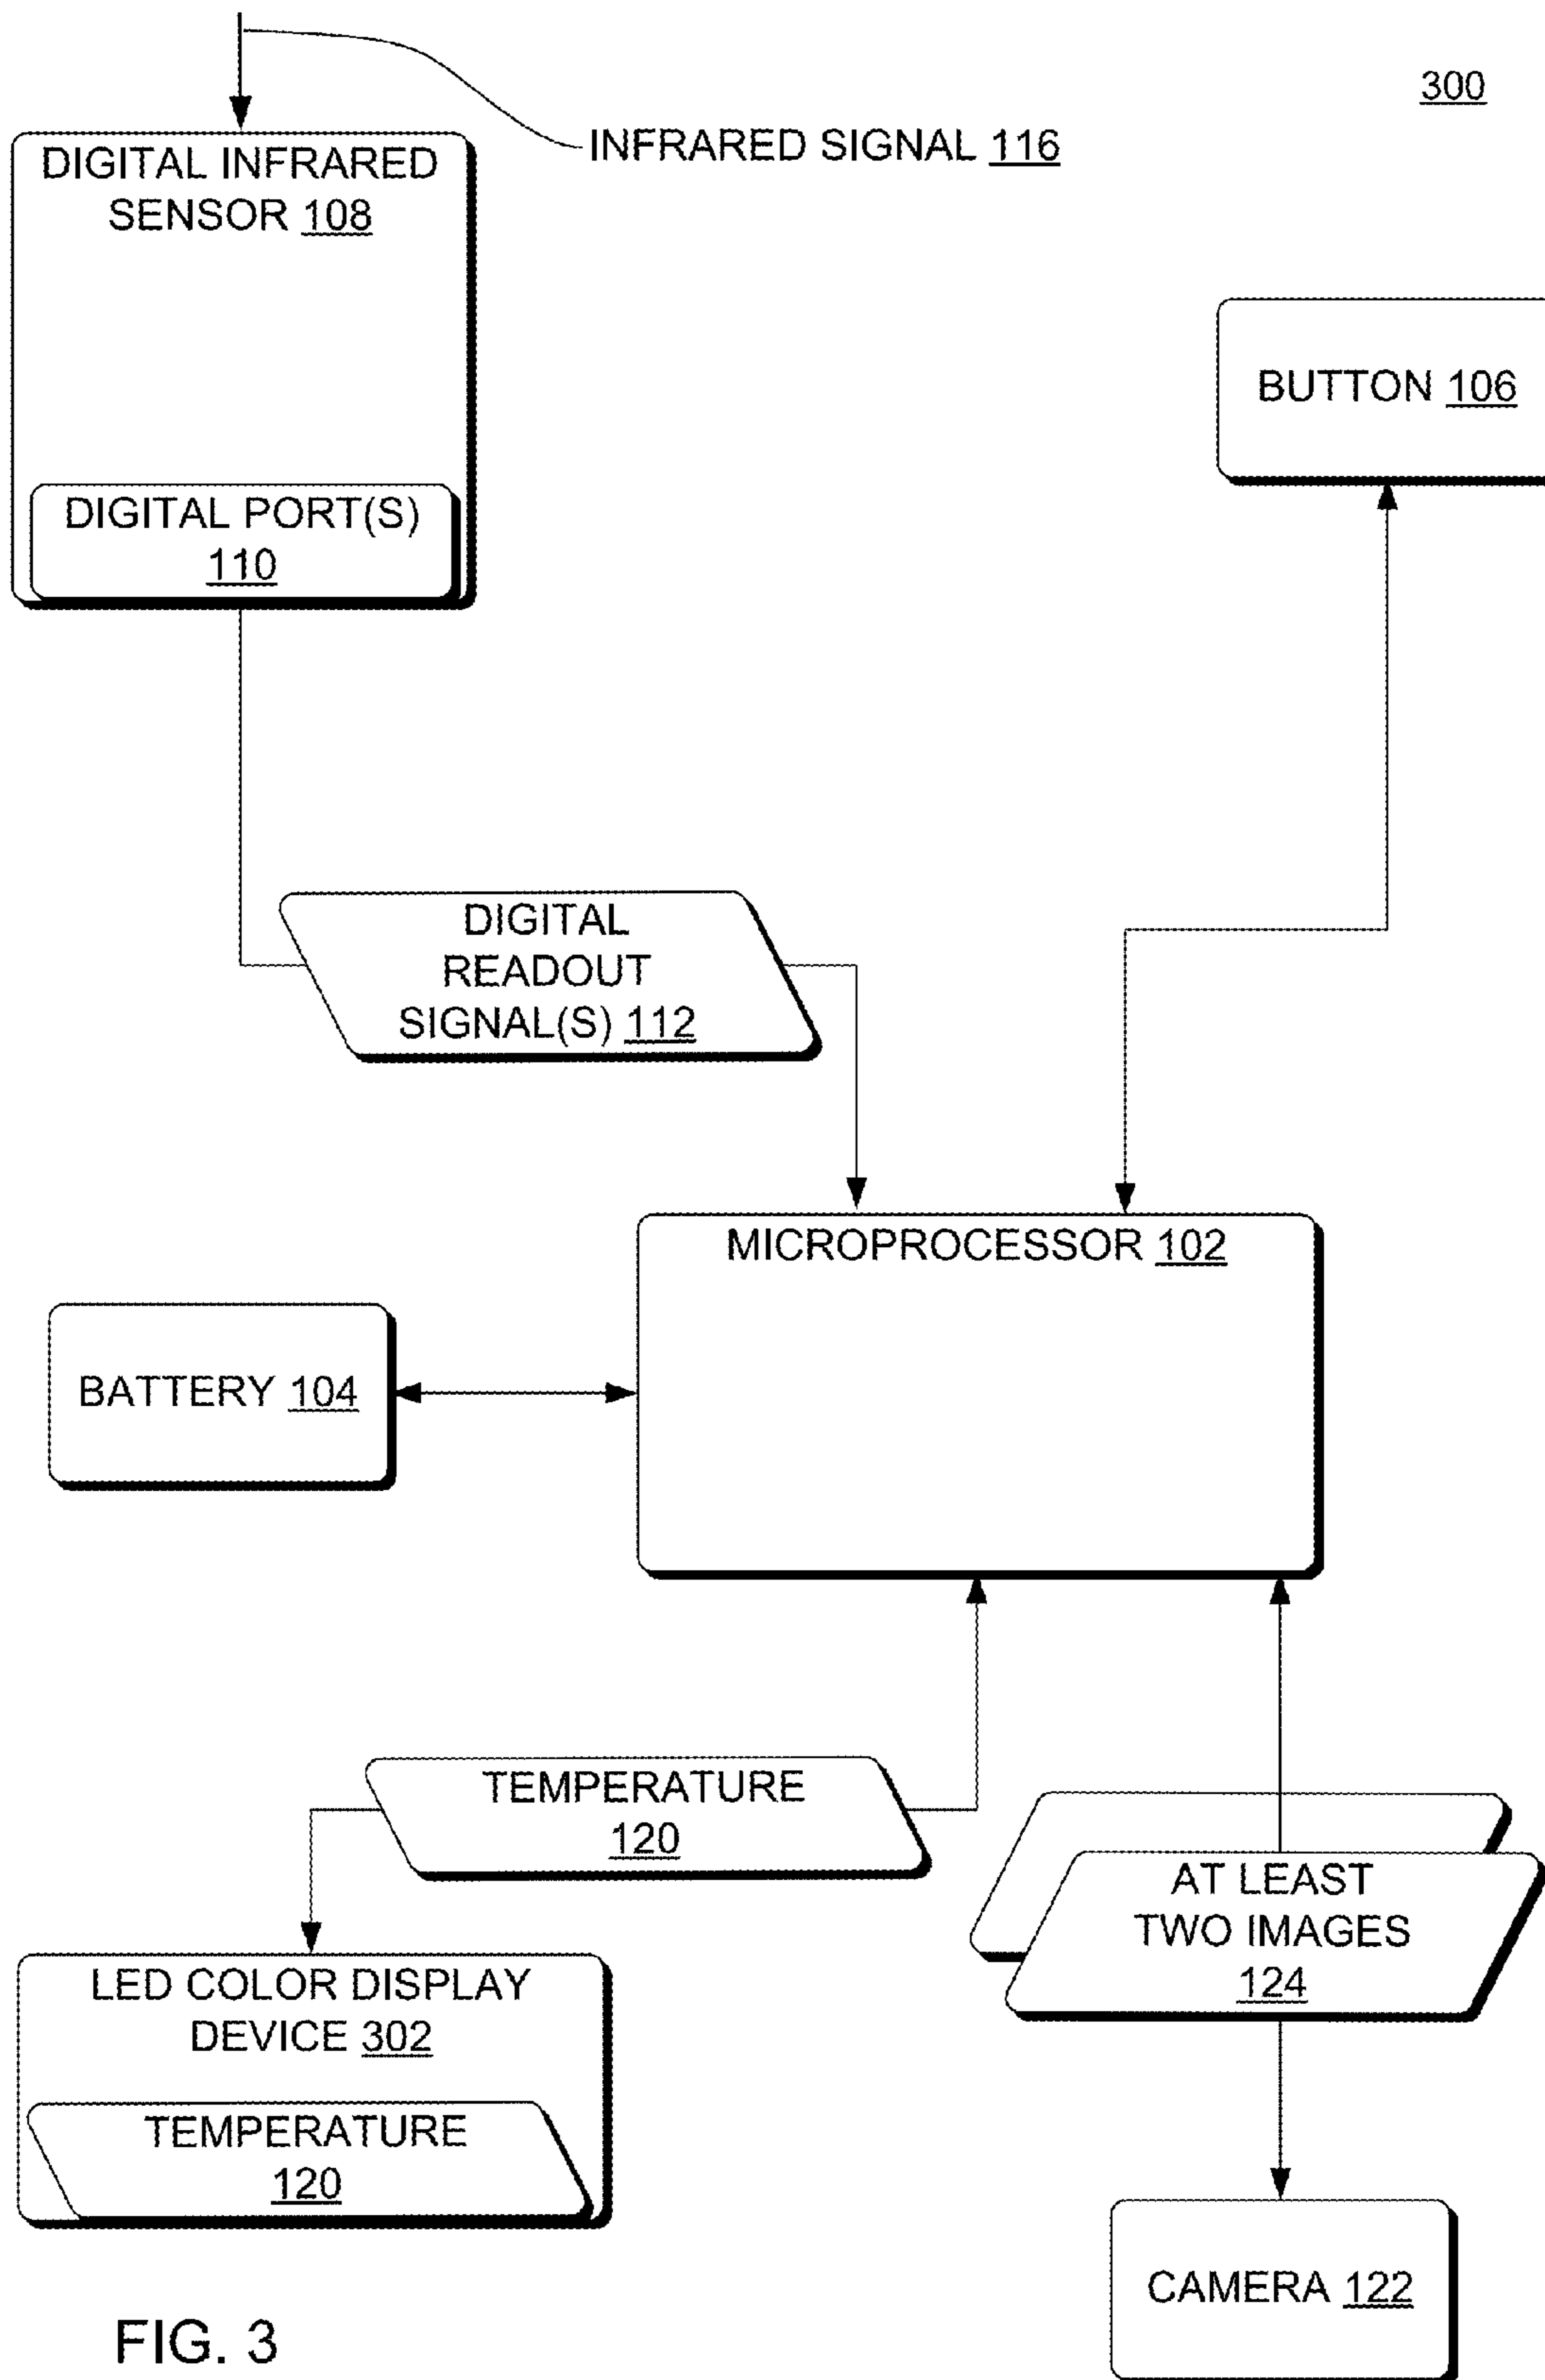 300
INFRARED SIGNAL 116
DIGITAL INFRARED
SENSOR 108
BUTTON 106
DIGITAL PORT(S)
110
DIGITAL
READOUT
SIGNAL(S) 112
MICROPROCESSOR 102
BATTERY 104
TEMPERATURE
120
AT LEAST
TWO IMAGES
124
LED COLOR DISPLAY
DEVICE 302
TEMPERATURE
120
CAMERA 122
FIG. 3